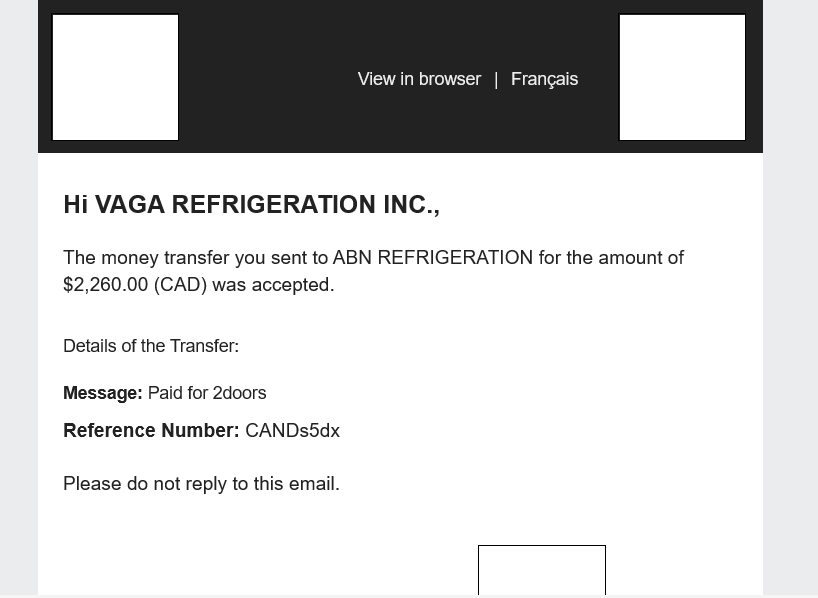 View in browser | Français
Hi VAGA REFRIGERATION INC.,
The money transfer you sent to ABN REFRIGERATION for the amount of
$2,260.00 (CAD) was accepted.
Details of the Transfer:
Message: Paid for 2doors
Reference Number: CANDs5dx
Please do not reply to this email.